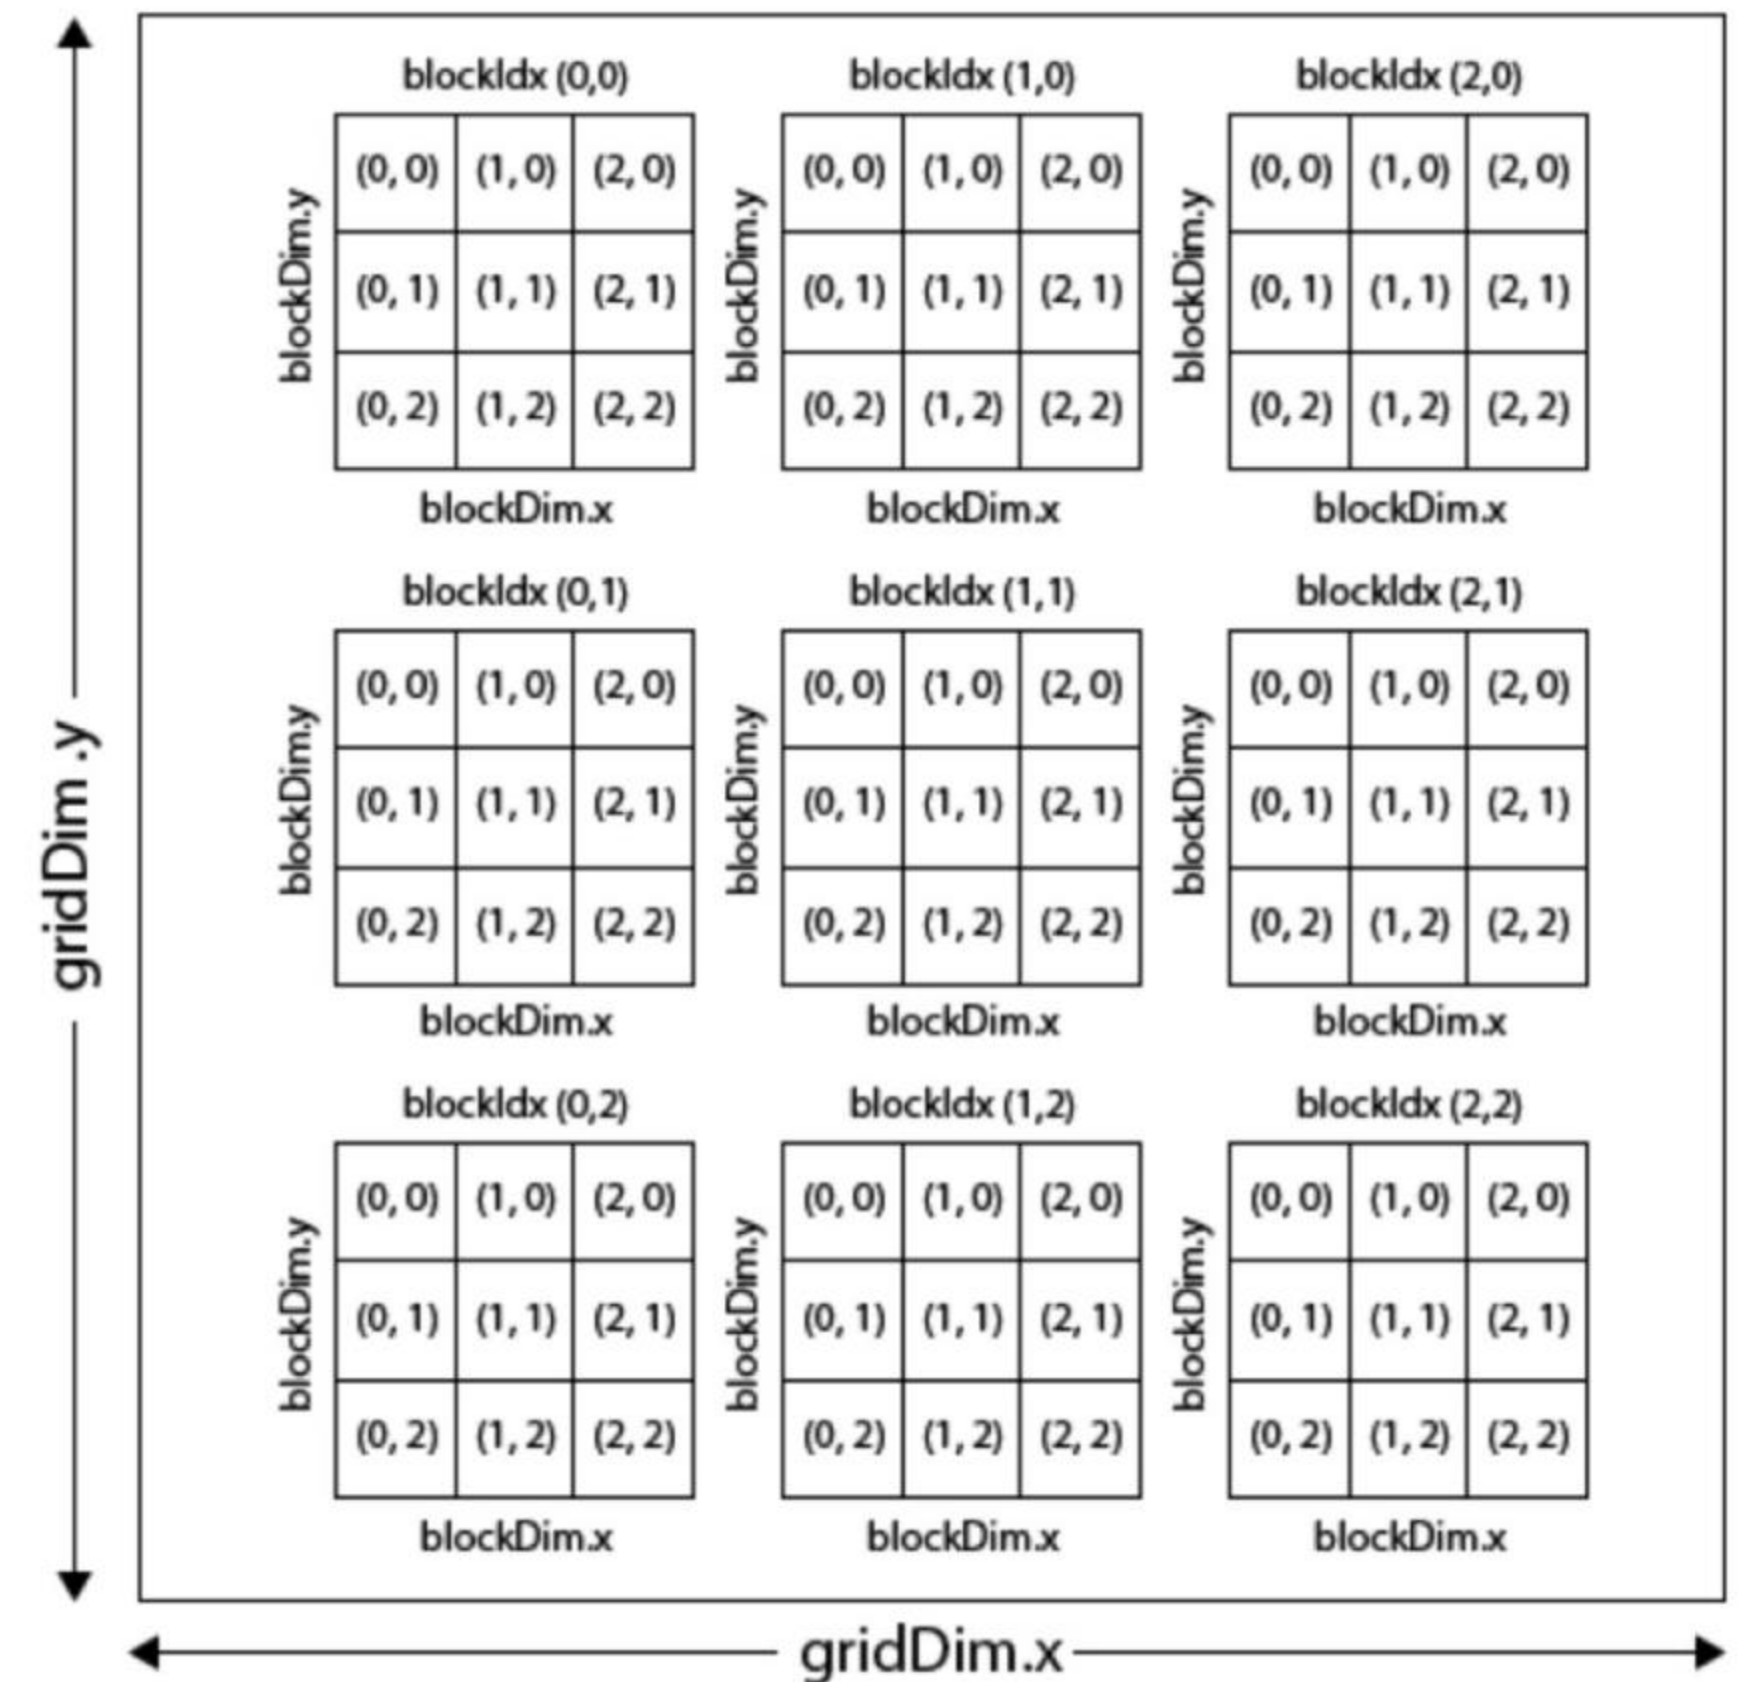 blockIdx (0,0) blockIdx (1,0) blockIdx (2,0)
(0, 0) (1, 0) (2, 0) (0, 0) (1, 0) (2, 0) (0, 0) (1, 0) (2, 0)
blockDim.y blockDim.y blockDim.y
(0, 1) (1, 1) (2, 1) (0, 1) (1, 1) (2, 1) (0, 1) (1, 1) (2, 1)
(0, 2) (1, 2) (2, 2) (0, 2) (1, 2) (2, 2) (0, 2) (1, 2) (2, 2)
blockDim.x blockDim.x blockDim.x
blockIdx (0,1) blockIdx (1,1) blockIdx (2,1)
(0, 0) (1, 0) (2, 0) (0, 0) (1, 0) (2, 0) (0, 0) (1, 0) (2, 0)
blockDim.y blockDim.y blockDim.y
(0, 1) (1, 1) (2, 1) (0, 1) (1, 1) (2, 1) (0, 1) (1, 1) (2, 1)
gridDim .y
(0, 2) (1, 2) (2, 2) (0, 2) (1, 2) (2, 2) (0, 2) (1, 2) (2, 2)
blockDim.x blockDim.x blockDim.x
blockIdx (0,2) blockIdx (1,2) blockIdx (2,2)
(0, 0) (1, 0) (2, 0) (0, 0) (1, 0) (2, 0) (0, 0) (1, 0) (2, 0)
blockDim.y blockDim.y blockDim.y
(0, 1) (1, 1) (2, 1) (0, 1) (1, 1) (2, 1) (0, 1) (1, 1) (2, 1)
(0, 2) (1, 2) (2, 2) (0, 2) (1, 2) (2, 2) (0, 2) (1, 2) (2, 2)
blockDim.x blockDim.x blockDim.x
gridDim.x